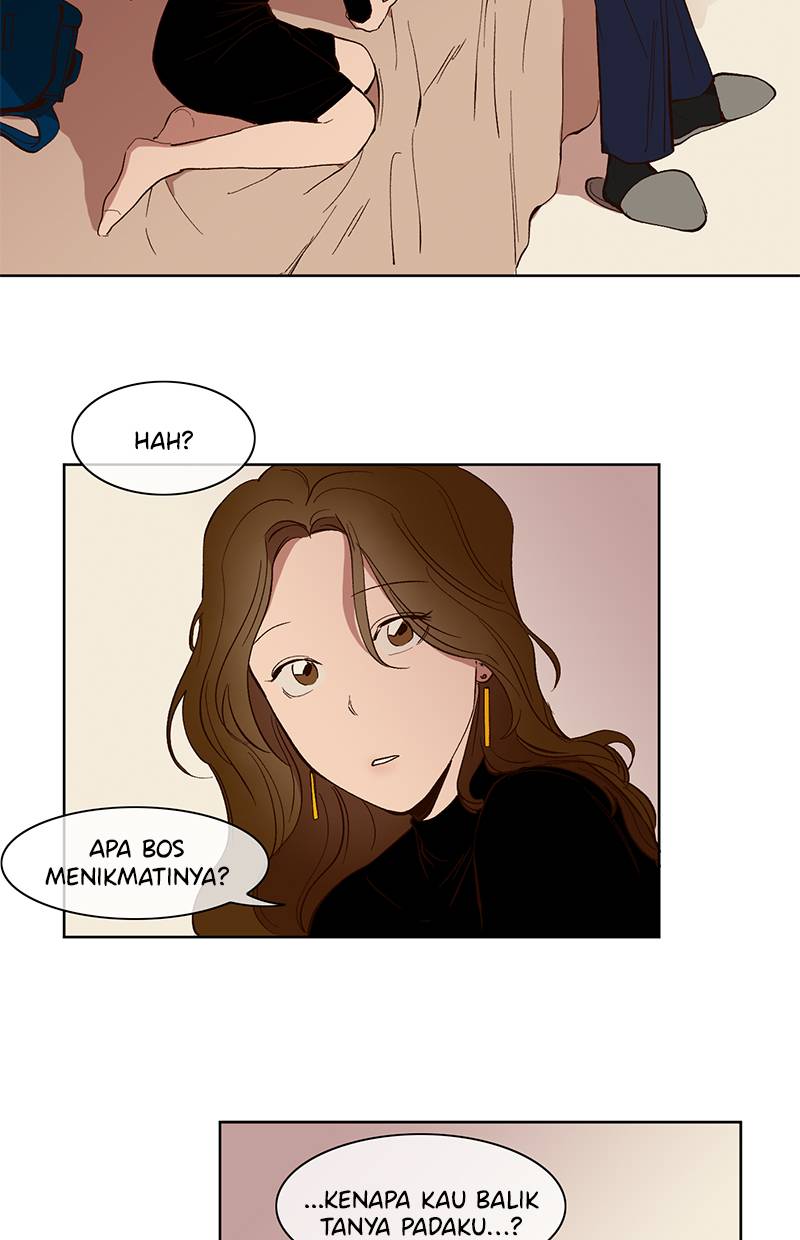 HAH?
APA BOS
MENIKMATINYA?
...KENAPA KAU BALIK
TANYA PADAKU...?